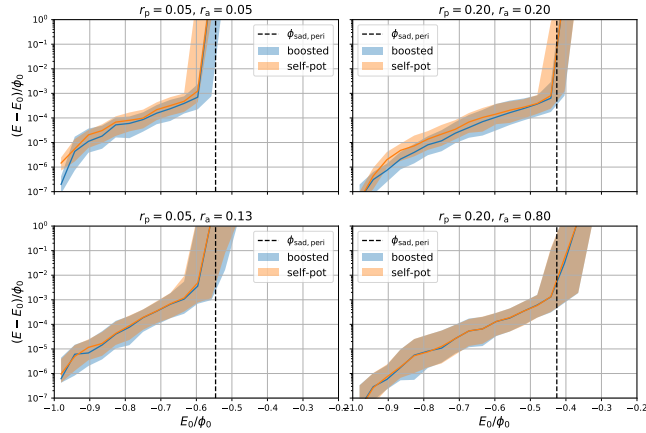 r_p = 0.05, r_a = 0.05
r_p = 0.20, r_a = 0.20
10^0
10^-1
10^-2
10^-3
10^-4
10^-5
10^-6
10^-7
(E − E_0)/ϕ_0
ϕ_sad, peri
boosted
self-pot
ϕ_sad, peri
boosted
self-pot
r_p = 0.05, r_a = 0.13
r_p = 0.20, r_a = 0.80
10^0
10^-1
10^-2
10^-3
10^-4
10^-5
10^-6
10^-7
(E − E_0)/ϕ_0
ϕ_sad, peri
boosted
self-pot
ϕ_sad, peri
boosted
self-pot
−1.0 −0.9 −0.8 −0.7 −0.6 −0.5 −0.4 −0.3
−0.9 −0.8 −0.7 −0.6 −0.5 −0.4 −0.3 −0.2
E_0/ϕ_0
E_0/ϕ_0